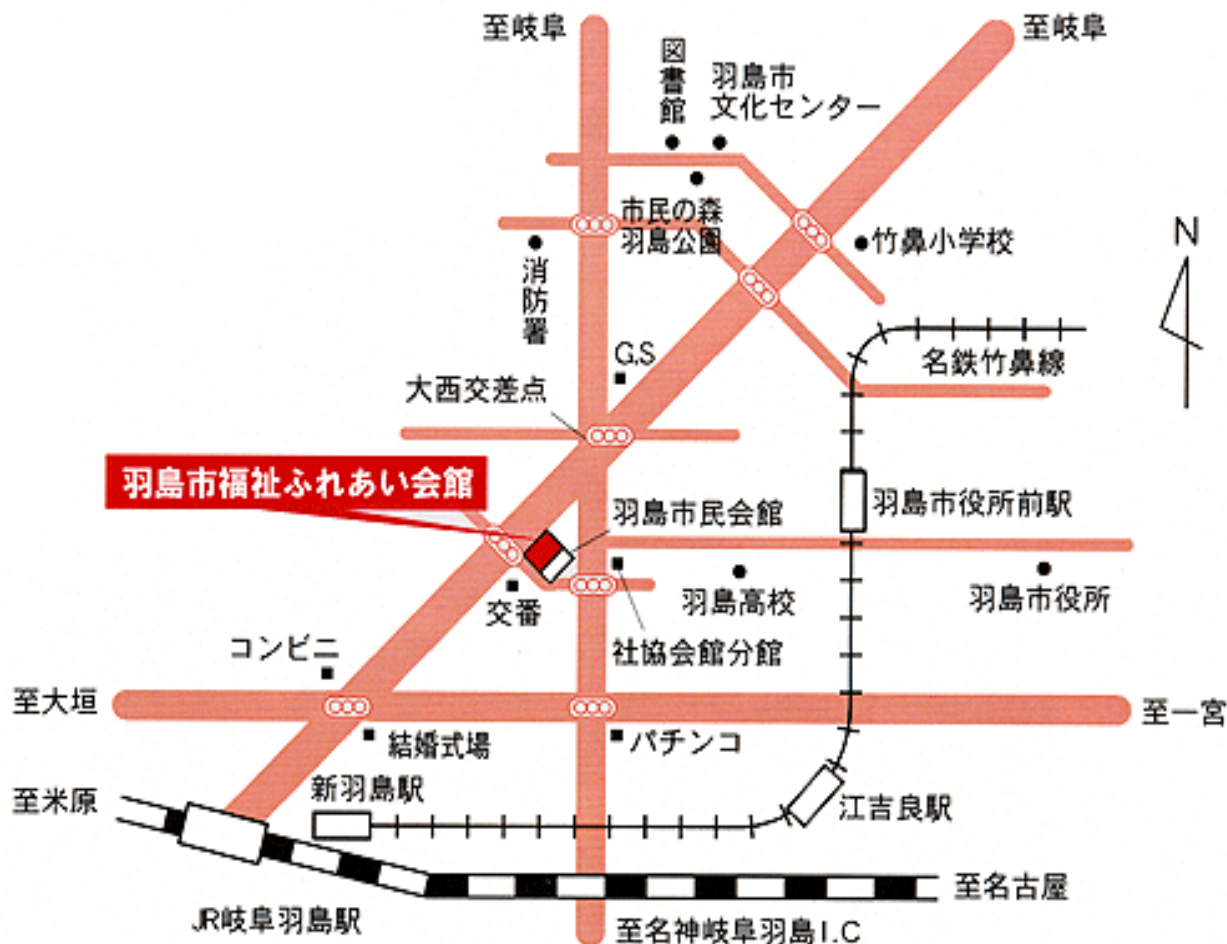 至岐阜
至岐阜
図書館
羽島市
文化センター
市民の森
羽島公園
竹鼻小学校
N
消防署
G.S
名鉄竹鼻線
大西交差点
羽島市福祉ふれあい会館
羽島市民会館
羽島市役所前駅
交番
羽島高校
羽島市役所
コンビニ
社協会館分館
至大垣
至一宮
結婚式場
パチンコ
新羽島駅
至米原
江吉良駅
至名古屋
JR岐阜羽島駅
至名神岐阜羽島I.C